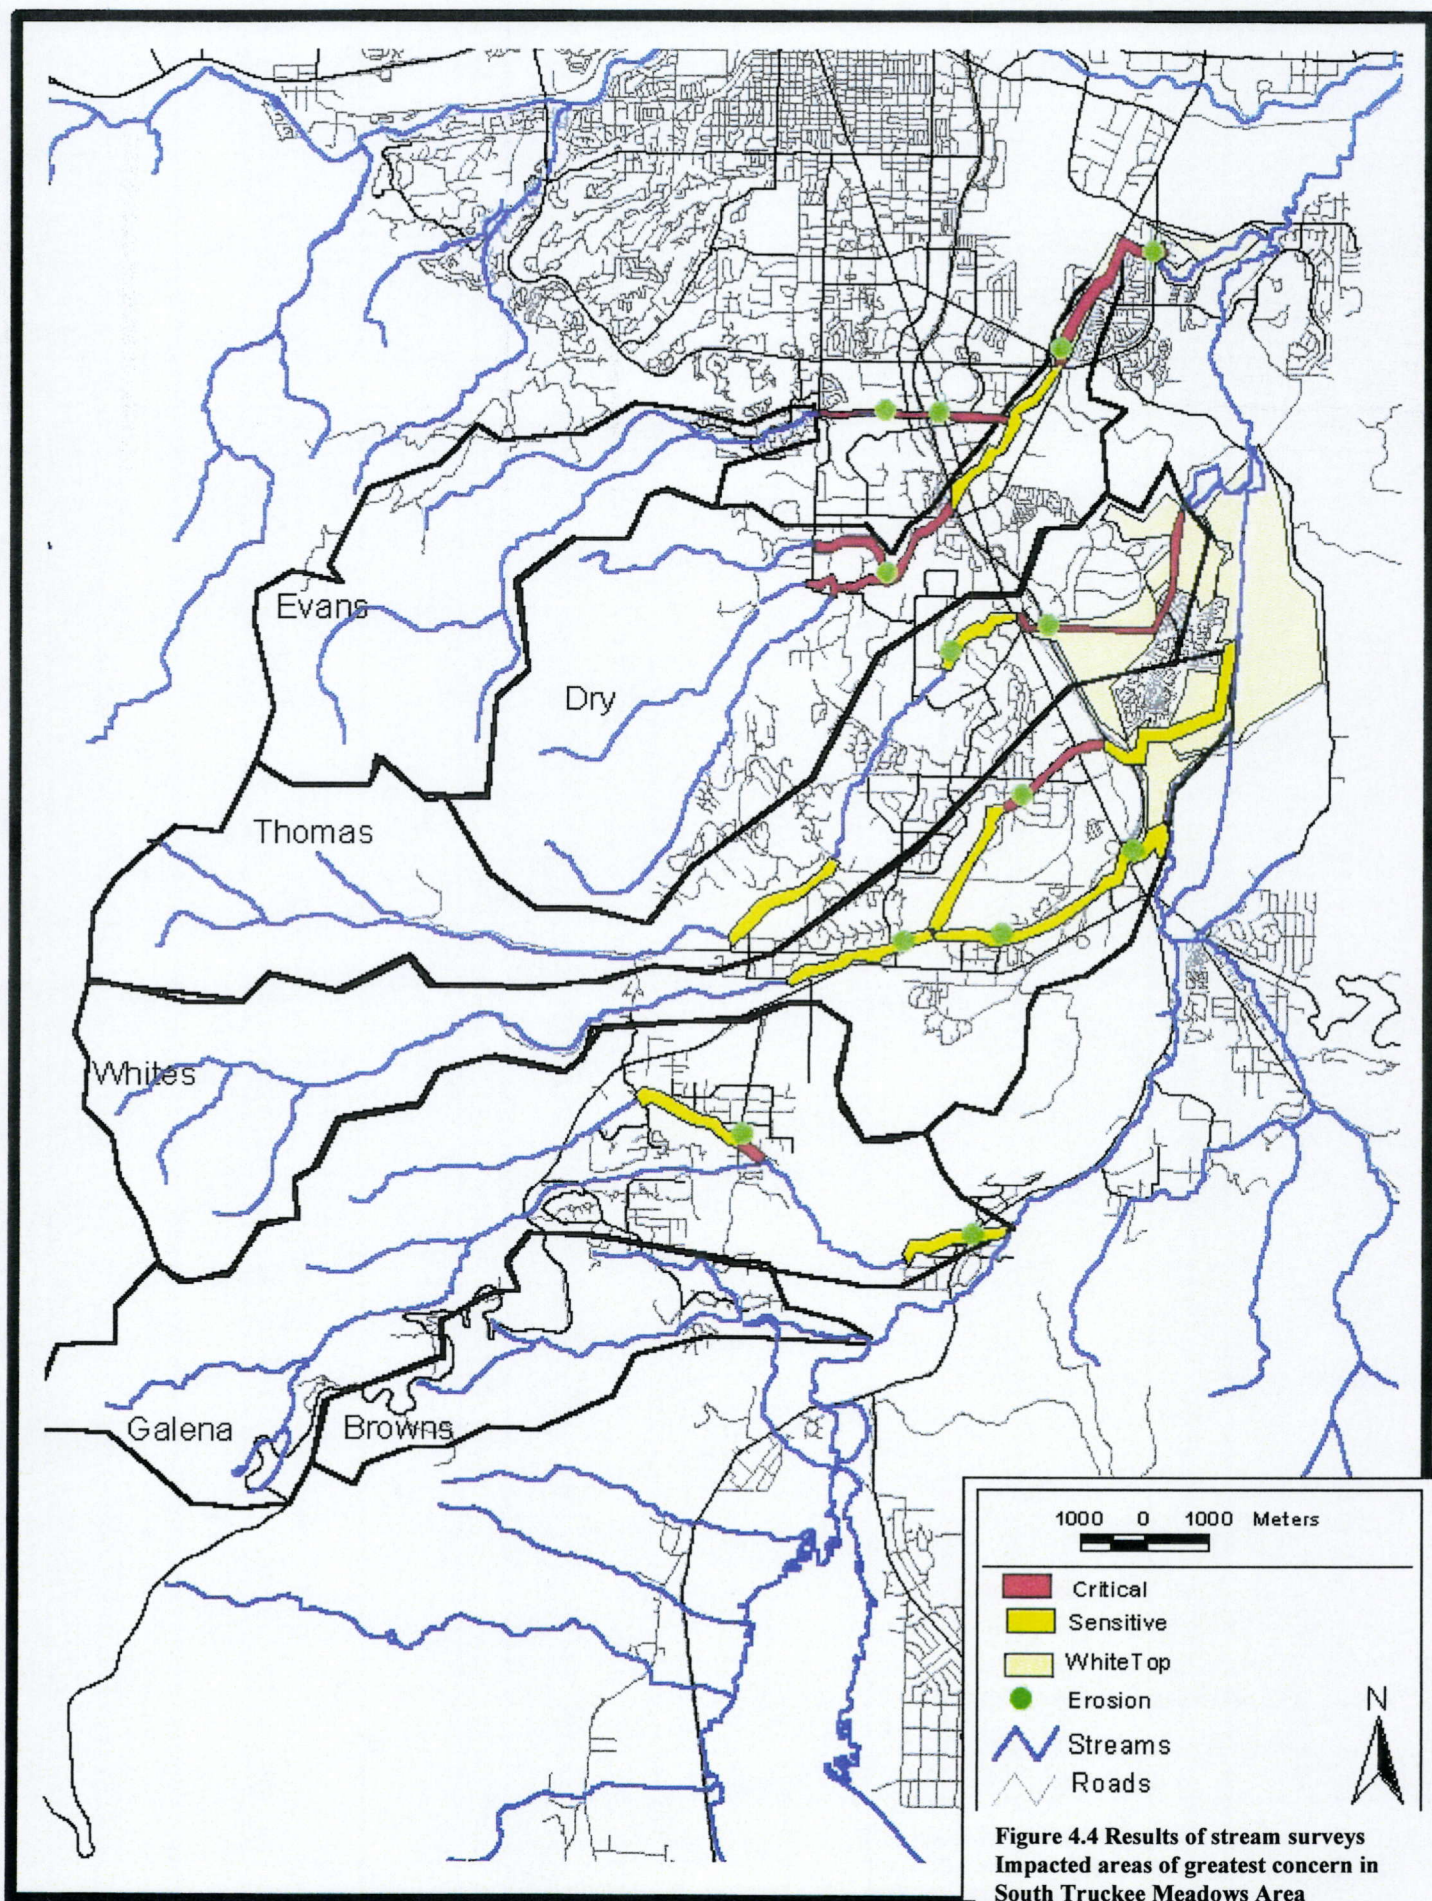 Evans
Dry
Thomas
Whites
Galena
Browns
1000 0 1000 Meters
Critical
Sensitive
WhiteTop
Erosion
N
Streams
Roads
Figure 4.4 Results of stream surveys
Impacted areas of greatest concern in
South Truckee Meadows Area